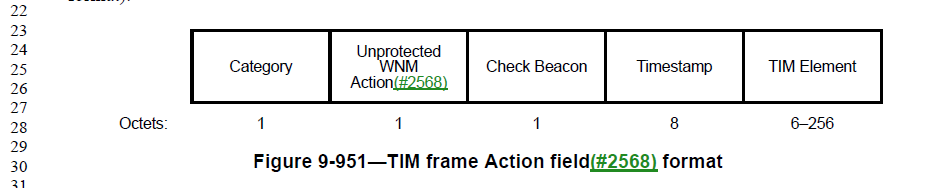 22
23
24
25
26
27
28
29
30
31
Category
Unprotected
WNM
Action(#2568)
Check Beacon
Timestamp
TIM Element
Octets: 1 1 1 8 6–256
Figure 9-951—TIM frame Action field(#2568) format